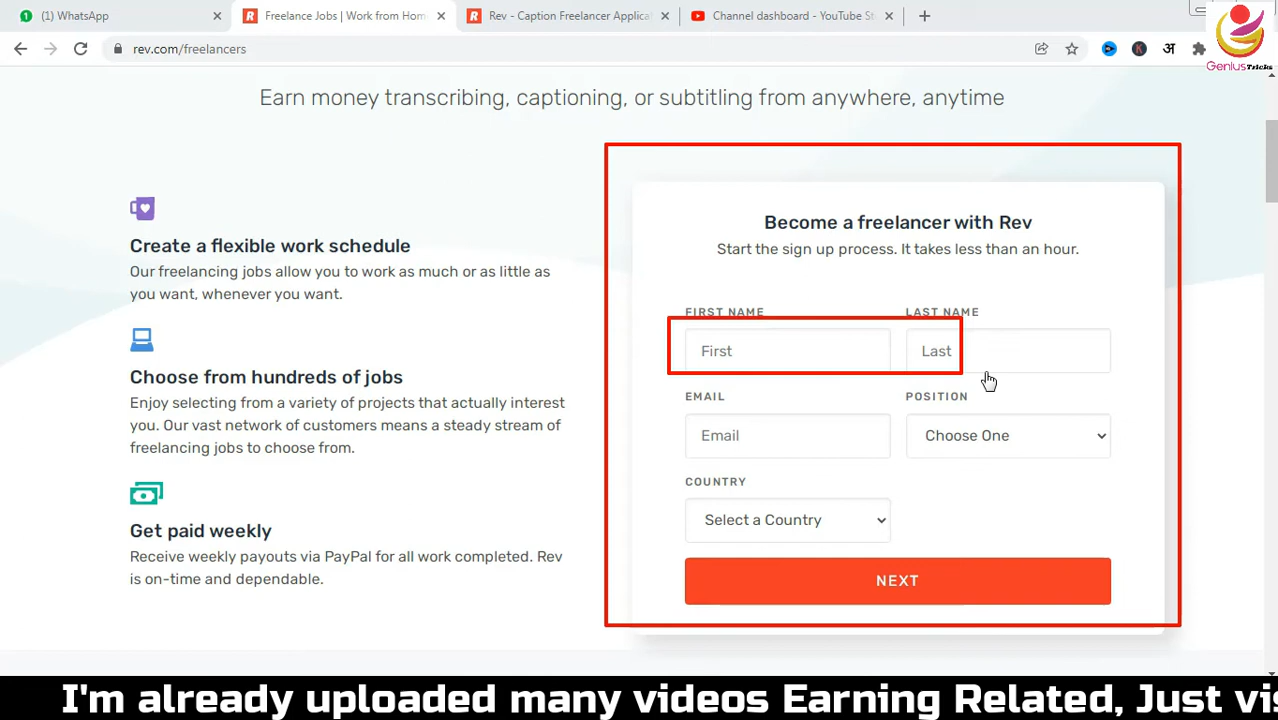 WhatsApp
(1) WhatsApp
Freelance Jobs | Work from Hom
Rev - Caption Freelancer Applica
Channel dashboard - YouTube St
rev.com/freelancers
K
अ
Genius Tricks
Earn money transcribing, captioning, or subtitling from anywhere, anytime
Create a flexible work schedule
Our freelancing jobs allow you to work as much or as little as
you want, whenever you want.
Choose from hundreds of jobs
Enjoy selecting from a variety of projects that actually interest
you. Our vast network of customers means a steady stream of
freelancing jobs to choose from.
Get paid weekly
Receive weekly payouts via PayPal for all work completed. Rev
is on-time and dependable.
Become a freelancer with Rev
Start the sign up process. It takes less than an hour.
FIRST NAME
LAST NAME
First
Last
EMAIL
POSITION
Email
Choose One
COUNTRY
Select a Country
NEXT
I'm already uploaded many videos Earning Related, Just vis